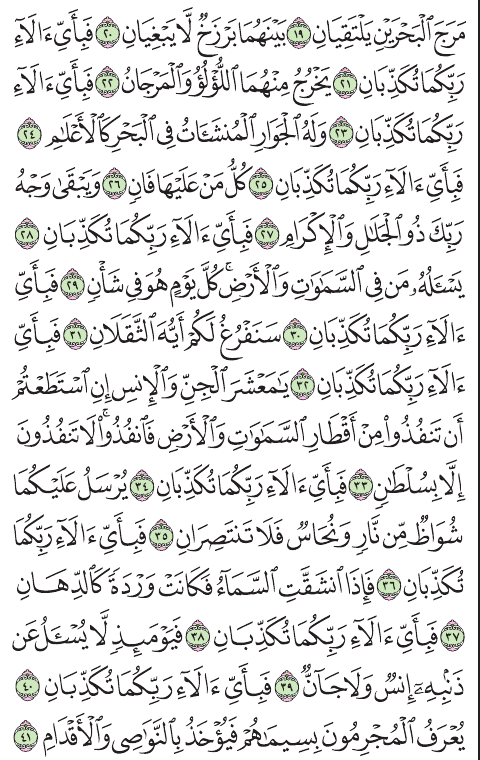 مَرَجَ ٱلْبَحْرَيْنِ يَلْتَقِيَانِ ١٩ بَيْنَهُمَا بَرْزَخٌ لَّا يَبْغِيَانِ ٢٠ فَبِأَيِّ ءَالَآءِ
رَبِّكُمَا تُكَذِّبَانِ ٢١ يَخْرُجُ مِنْهُمَا ٱللُّؤْلُؤُ وَٱلْمَرْجَانُ ٢٢ فَبِأَيِّ ءَالَآءِ
رَبِّكُمَا تُكَذِّبَانِ ٢٣ وَلَهُ ٱلْجَوَارِ ٱلْمُنشَـَٔاتُ فِى ٱلْبَحْرِ كَٱلْأَعْلَٰمِ ٢٤
فَبِأَيِّ ءَالَآءِ رَبِّكُمَا تُكَذِّبَانِ ٢٥ كُلُّ مَنْ عَلَيْهَا فَانٍ ٢٦ وَيَبْقَىٰ وَجْهُ
رَبِّكَ ذُو ٱلْجَلَٰلِ وَٱلْإِكْرَامِ ٢٧ فَبِأَيِّ ءَالَآءِ رَبِّكُمَا تُكَذِّبَانِ ٢٨
يَسْـَٔلُهُۥ مَن فِى ٱلسَّمَٰوَٰتِ وَٱلْأَرْضِ ۚ كُلَّ يَوْمٍ هُوَ فِى شَأْنٍ ٢٩ فَبِأَيِّ
ءَالَآءِ رَبِّكُمَا تُكَذِّبَانِ ٣٠ سَنَفْرُغُ لَكُمْ أَيُّهَ ٱلثَّقَلَانِ ٣١ فَبِأَيِّ
ءَالَآءِ رَبِّكُمَا تُكَذِّبَانِ ٣٢ يَٰمَعْشَرَ ٱلْجِنِّ وَٱلْإِنسِ إِنِ ٱسْتَطَعْتُمْ
أَن تَنفُذُوا۟ مِنْ أَقْطَارِ ٱلسَّمَٰوَٰتِ وَٱلْأَرْضِ فَٱنفُذُوا۟ ۚ لَا تَنفُذُونَ
إِلَّا بِسُلْطَٰنٍ ٣٣ فَبِأَيِّ ءَالَآءِ رَبِّكُمَا تُكَذِّبَانِ ٣٤ يُرْسَلُ عَلَيْكُمَا
شُوَاظٌ مِّن نَّارٍ وَنُحَاسٌ فَلَا تَنتَصِرَانِ ٣٥ فَبِأَيِّ ءَالَآءِ رَبِّكُمَا
تُكَذِّبَانِ ٣٦ فَإِذَا ٱنشَقَّتِ ٱلسَّمَآءُ فَكَانَتْ وَرْدَةً كَٱلدِّهَانِ
٣٧ فَبِأَيِّ ءَالَآءِ رَبِّكُمَا تُكَذِّبَانِ ٣٨ فَيَوْمَئِذٍ لَّا يُسْـَٔلُ عَن
ذَنۢبِهِۦٓ إِنسٌ وَلَا جَآنٌّ ٣٩ فَبِأَيِّ ءَالَآءِ رَبِّكُمَا تُكَذِّبَانِ ٤٠
يُعْرَفُ ٱلْمُجْرِمُونَ بِسِيمَٰهُمْ فَيُؤْخَذُ بِٱلنَّوَٰصِى وَٱلْأَقْدَامِ ٤١